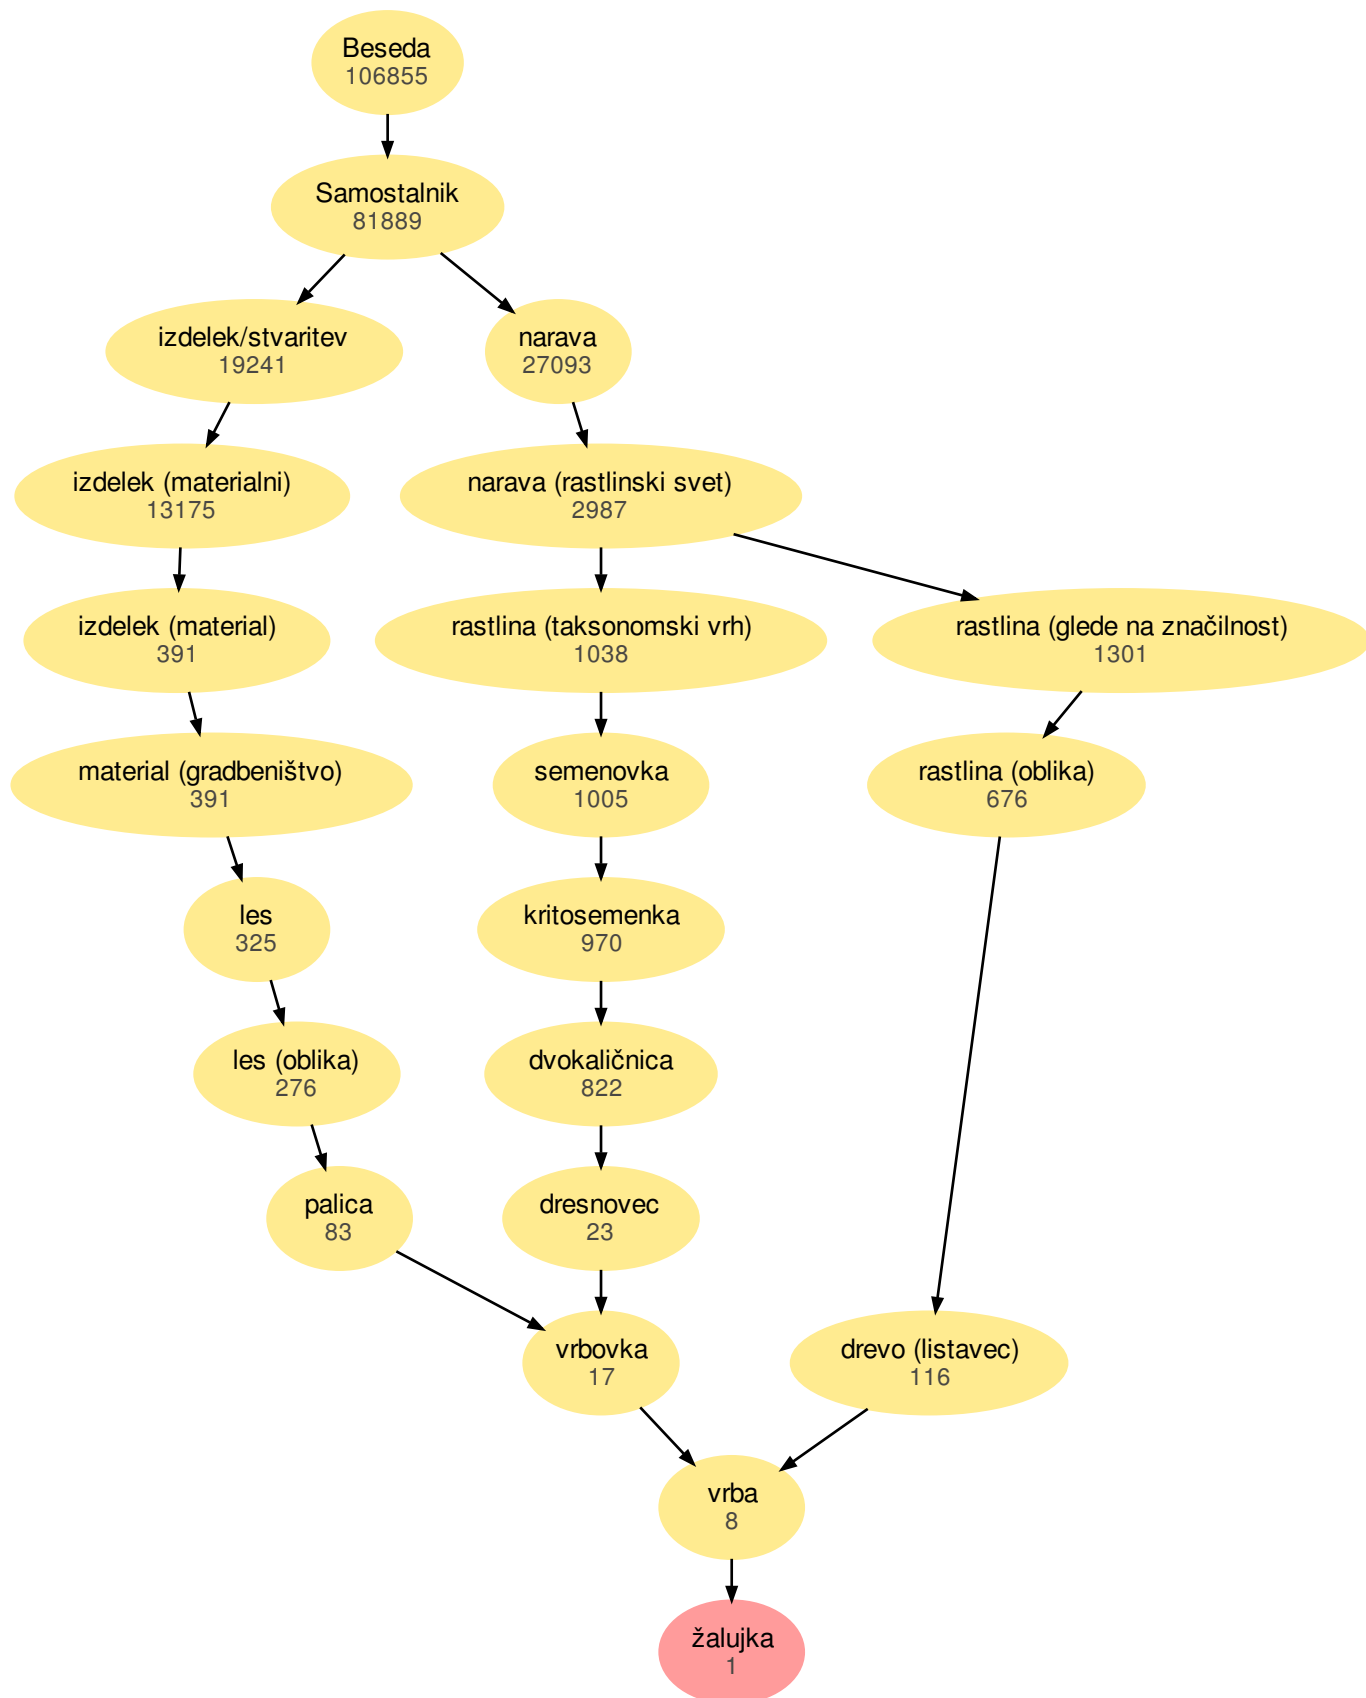 Beseda
106855
Samostalnik
81889
izdelek/stvaritev
19241
narava
27093
izdelek (materialni)
13175
narava (rastlinski svet)
2987
izdelek (material)
391
rastlina (taksonomski vrh)
1038
rastlina (glede na značilnost)
1301
material (gradbeništvo)
391
semenovka
1005
rastlina (oblika)
676
les
325
kritosemenka
970
les (oblika)
276
dvokaličnica
822
palica
83
dresnovec
23
vrbovka
17
drevo (listavec)
116
vrba
8
žalujka
1